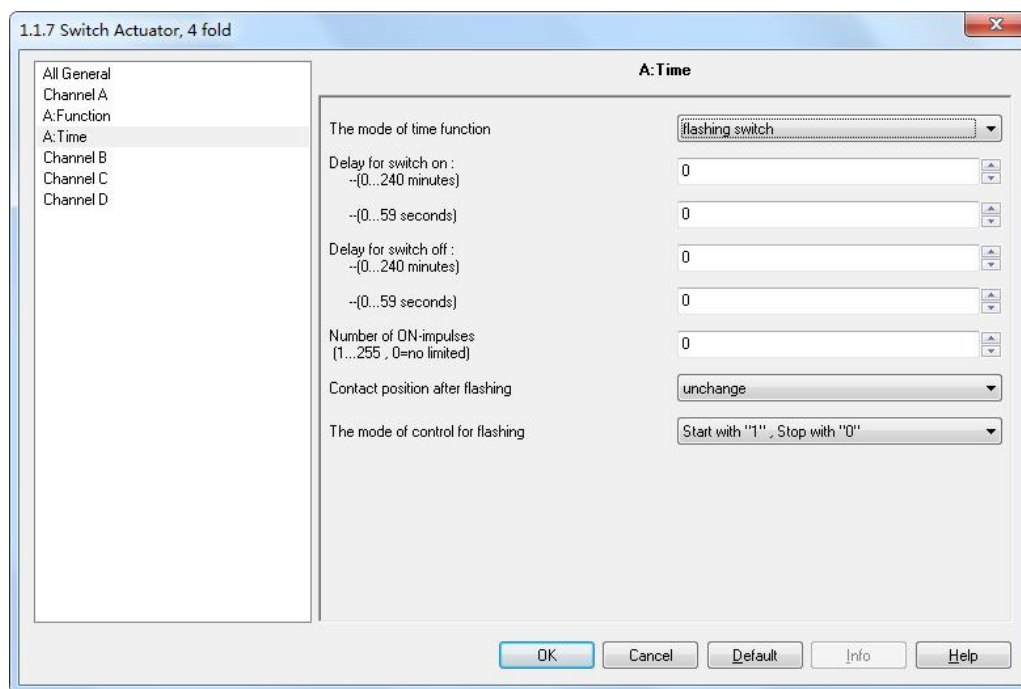 1.1.7 Switch Actuator, 4 fold
x
All General
Channel A
A:Function
A:Time
Channel B
Channel C
Channel D
A:Time
The mode of time function
flashing switch
Delay for switch on :
--(0...240 minutes)
0
--(0...59 seconds)
0
Delay for switch off :
--(0...240 minutes)
0
--(0...59 seconds)
0
Number of ON-impulses
(1...255 , 0=no limited)
0
Contact position after flashing
unchange
The mode of control for flashing
Start with "1" , Stop with "0"
OK
Cancel
Default
Info
Help